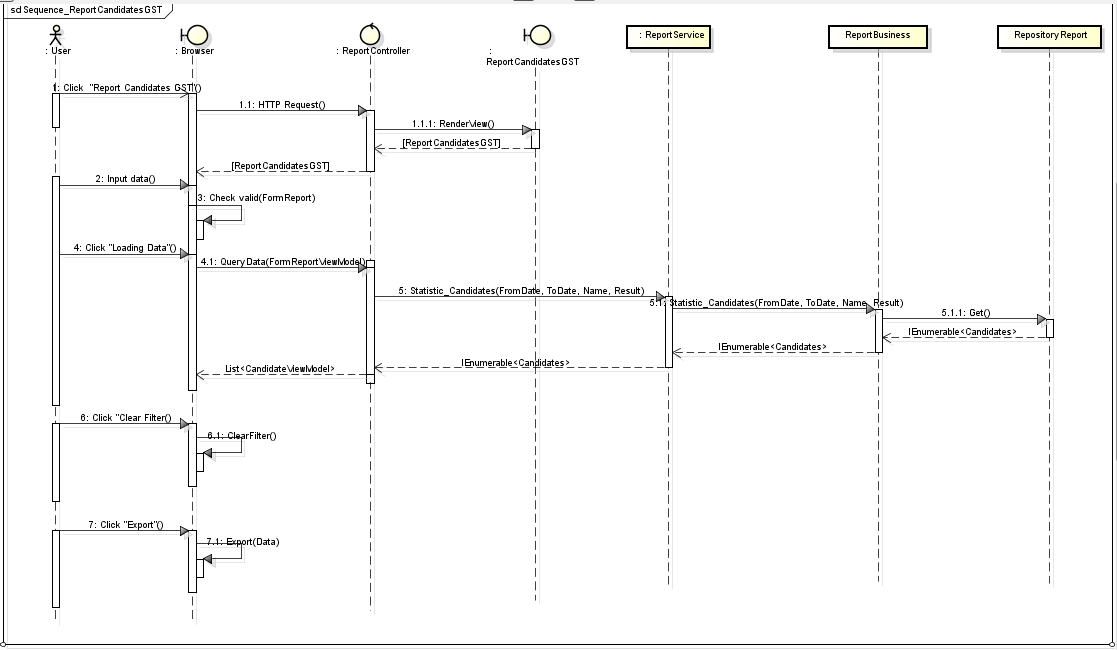 sd Sequence_ReportCandidatesGST
: User
: Browser
: ReportController
:
ReportCandidatesGST
: ReportService
ReportBusiness
RepositoryReport
1: Click "Report Candidates GST"()
1.1: HTTP Request()
1.1.1: RenderView()
[ReportCandidatesGST]
[ReportCandidatesGST]
2: Input data()
3: Check valid(FormReport)
4: Click "Loading Data"()
4.1: QueryData(FormReportViewModel)
5: Statistic_Candidates(FromDate, ToDate, Name, Result)
5.1: Statistic_Candidates(FromDate, ToDate, Name, Result)
5.1.1: Get()
IEnumerable<Candidates>
IEnumerable<Candidates>
IEnumerable<Candidates>
List<CandidateViewModel>
6: Click "Clear Filter()
6.1: ClearFilter()
7: Click "Export"()
7.1: Export(Data)